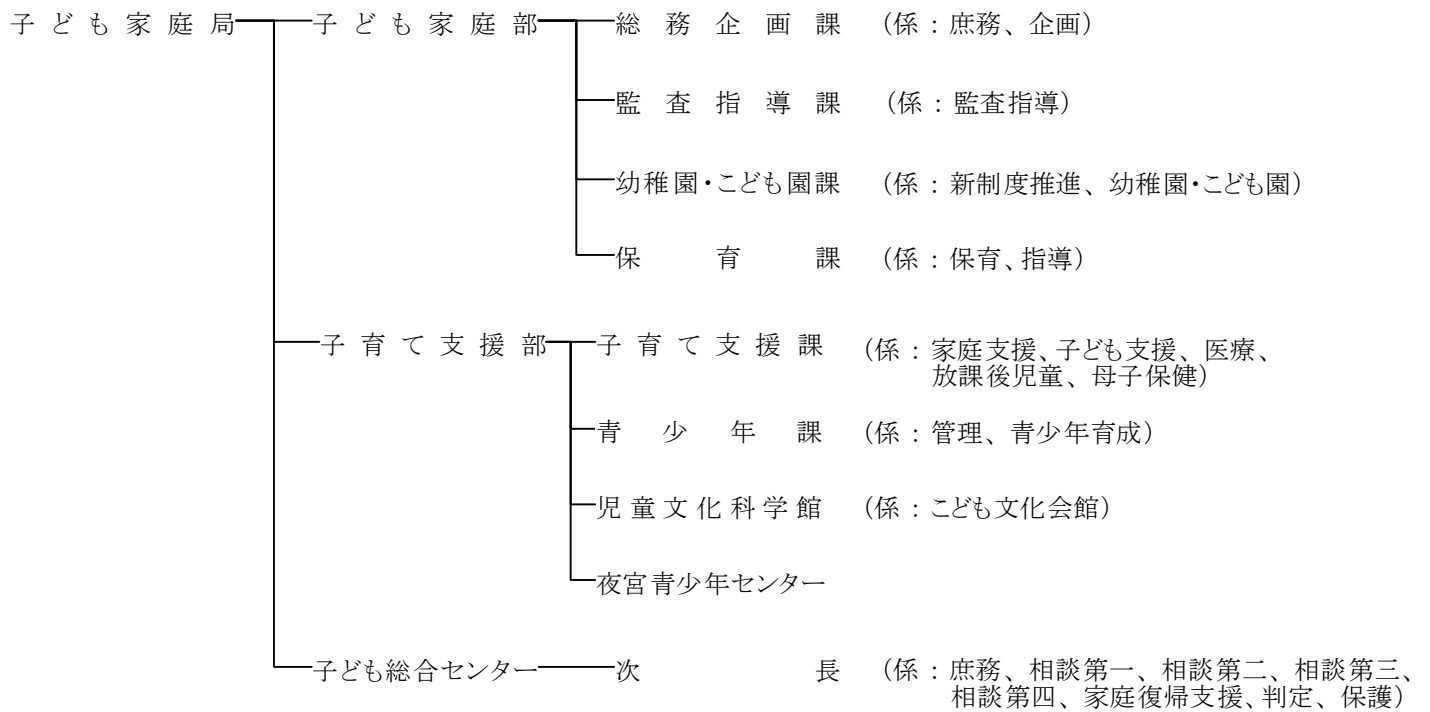 子ども家庭局 子ども家庭部 総務企画課 (係：庶務、企画)
監査指導課 (係：監査指導)
幼稚園・こども園課 (係：新制度推進、幼稚園・こども園)
保育課 (係：保育、指導)
子育て支援部 子育て支援課 (係：家庭支援、子ども支援、医療、
放課後児童、母子保健)
青少年課 (係：管理、青少年育成)
児童文化科学館 (係：こども文化会館)
夜宮青少年センター
子ども総合センター 次長 (係：庶務、相談第一、相談第二、相談第三、
相談第四、家庭復帰支援、判定、保護)